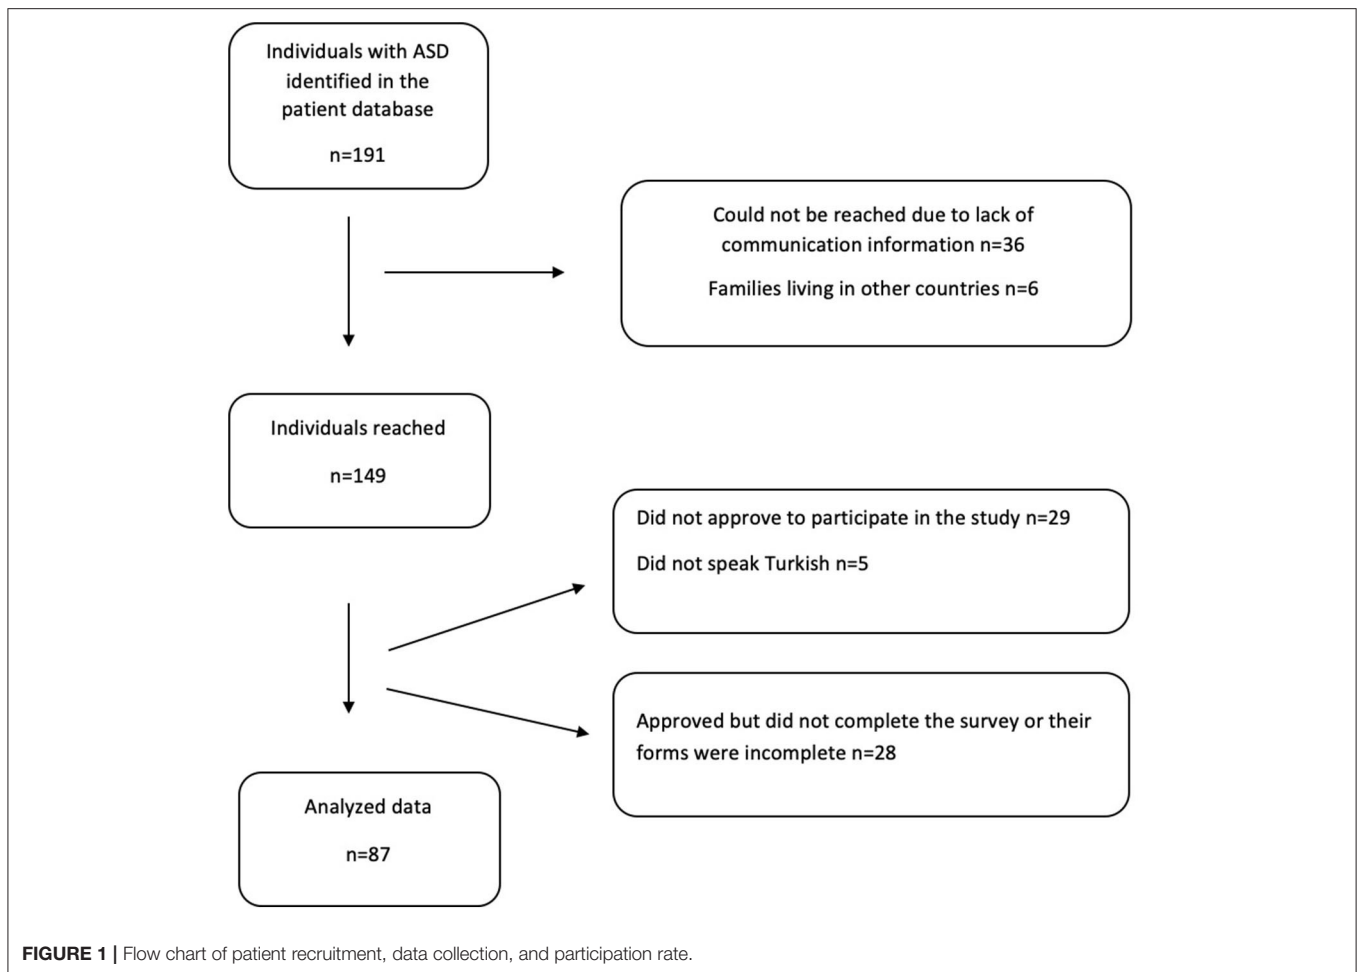 Individuals with ASD
identified in the
patient database
n=191
Could not be reached due to lack of
communication information n=36
Families living in other countries n=6
Individuals reached
n=149
Did not approve to participate in the study n=29
Did not speak Turkish n=5
Approved but did not complete the survey or their
forms were incomplete n=28
Analyzed data
n=87
FIGURE 1 | Flow chart of patient recruitment, data collection, and participation rate.